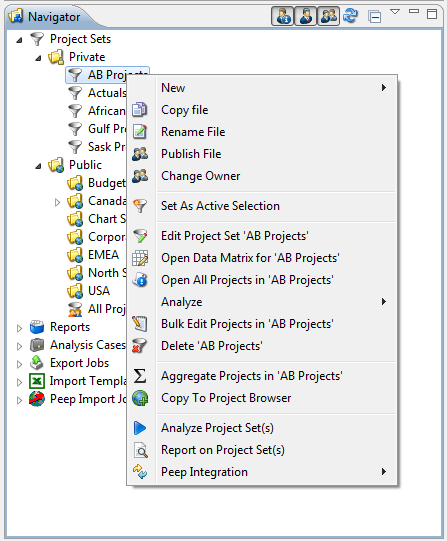 Navigator
Project Sets
Private
AB Projects
Actuals
African
Gulf Pr
Sask Pr
Public
Budget
Canada
Chart S
Corpor
EMEA
North S
USA
All Proj
Reports
Analysis Cases
Export Jobs
Import Templa
Peep Import Jo
New
Copy file
Rename File
Publish File
Change Owner
Set As Active Selection
Edit Project Set 'AB Projects'
Open Data Matrix for 'AB Projects'
Open All Projects in 'AB Projects'
Analyze
Bulk Edit Projects in 'AB Projects'
Delete 'AB Projects'
Aggregate Projects in 'AB Projects'
Copy To Project Browser
Analyze Project Set(s)
Report on Project Set(s)
Peep Integration